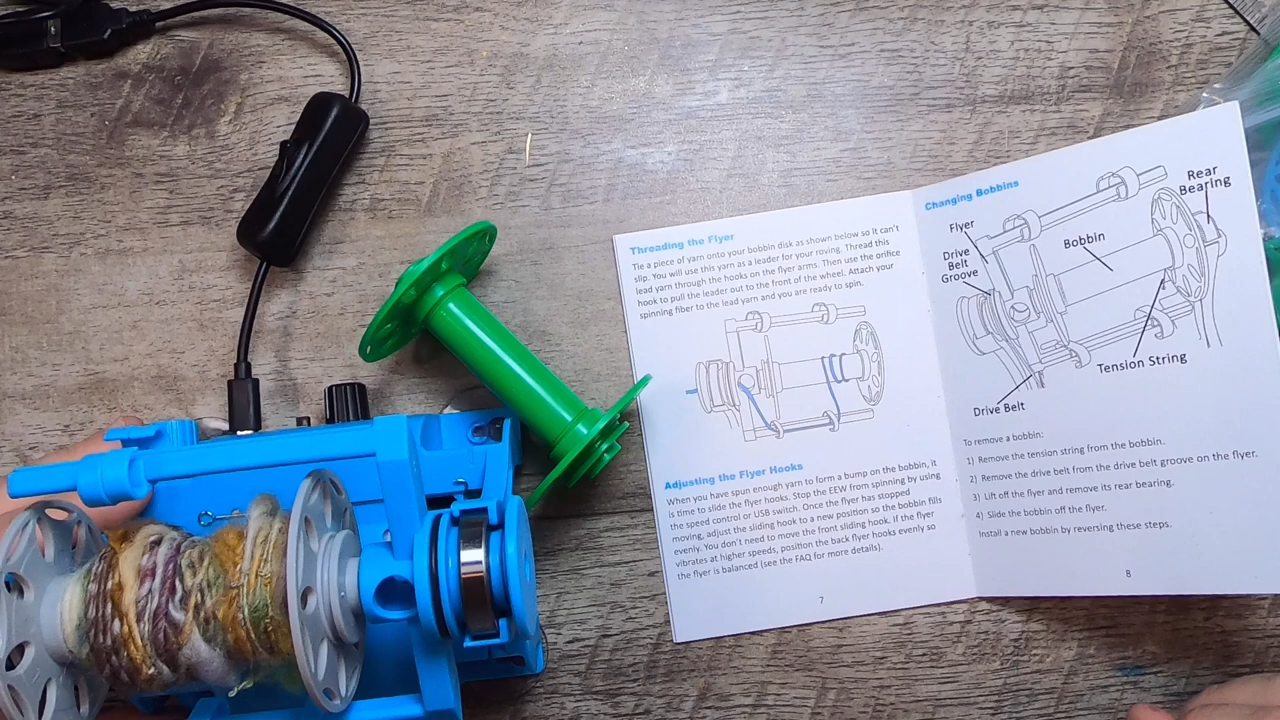 Threading the Flyer
Tie a piece of yarn onto your bobbin disk as shown below so it can't
slip. You will use this yarn as a leader for your roving. Thread this
lead yarn through the hooks on the flyer arms. Then use the orifice
hook to pull the leader out to the front of the wheel. Attach your
spinning fiber to the lead yarn and you are ready to spin.
Adjusting the Flyer Hooks
When you have spun enough yarn to form a bump on the bobbin, it
is time to slide the flyer hooks. Stop the EEW from spinning by using
the speed control or USB switch. Once the flyer has stopped
moving, adjust the sliding hook to a new position so the bobbin fills
evenly. You don't need to move the front sliding hook. If the flyer
vibrates at higher speeds, position the back flyer hooks evenly so
the flyer is balanced (see the FAQ for more details).
7
Changing Bobbins
Rear
Bearing
Flyer
Bobbin
Drive
Belt
Groove
Tension String
Drive Belt
To remove a bobbin:
1) Remove the tension string from the bobbin.
2) Remove the drive belt from the drive belt groove on the flyer.
3) Lift off the flyer and remove its rear bearing.
4) Slide the bobbin off the flyer.
Install a new bobbin by reversing these steps.
8